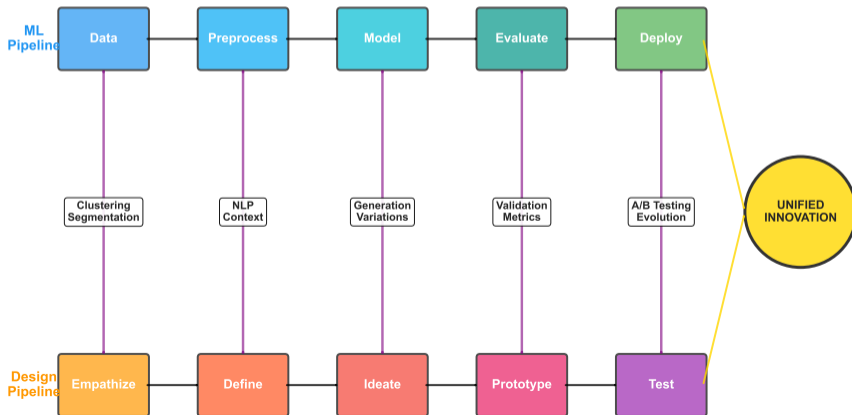 ML
Pipeline
Data
Preprocess
Model
Evaluate
Deploy
Clustering
Segmentation
NLP
Context
Generation
Variations
Validation
Metrics
A/B Testing
Evolution
UNIFIED
INNOVATION
Design
Pipeline
Empathize
Define
Ideate
Prototype
Test